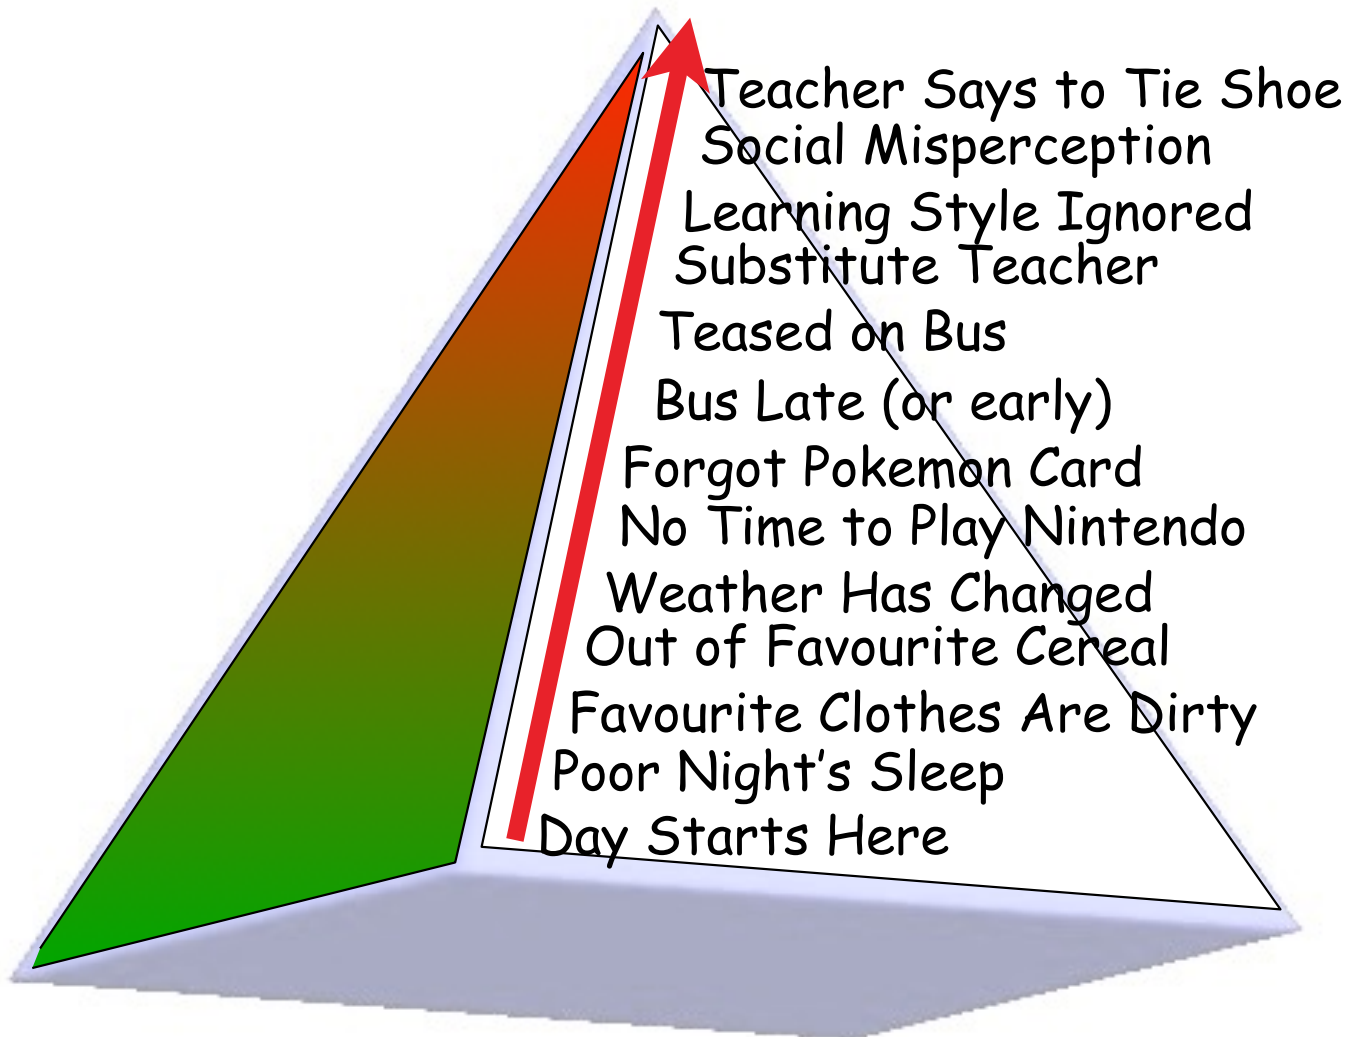 Teacher Says to Tie Shoe
Social Misperception
Learning Style Ignored
Substitute Teacher
Teased on Bus
Bus Late (or early)
Forgot Pokemon Card
No Time to Play Nintendo
Weather Has Changed
Out of Favourite Cereal
Favourite Clothes Are Dirty
Poor Night's Sleep
Day Starts Here